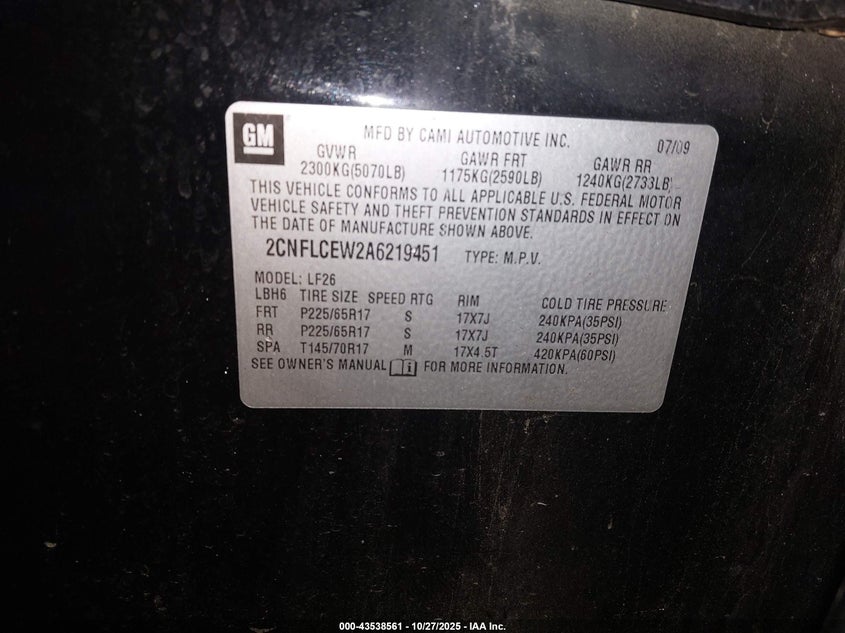 GM
MFD BY CAMI AUTOMOTIVE INC. 07/09
GVWR GAWR FRT GAWR RR
2300KG(5070LB) 1175KG(2590LB) 1240KG(2733LB)
THIS VEHICLE CONFORMS TO ALL APPLICABLE U.S. FEDERAL MOTOR
VEHICLE SAFETY AND THEFT PREVENTION STANDARDS IN EFFECT ON
THE DATE OF MANUFACTURE SHOWN ABOVE.
2CNFLCEW2A6219451 TYPE: M.P.V.
MODEL: LF26
LBH6 TIRE SIZE SPEED RTG RIM COLD TIRE PRESSURE
FRT P225/65R17 S 17X7J 240KPA(35PSI)
RR P225/65R17 S 17X7J 240KPA(35PSI)
SPA T145/70R17 M 17X4.5T 420KPA(60PSI)
SEE OWNER'S MANUAL i FOR MORE INFORMATION.
000-43538561 - 10/27/2025 - IAA Inc.